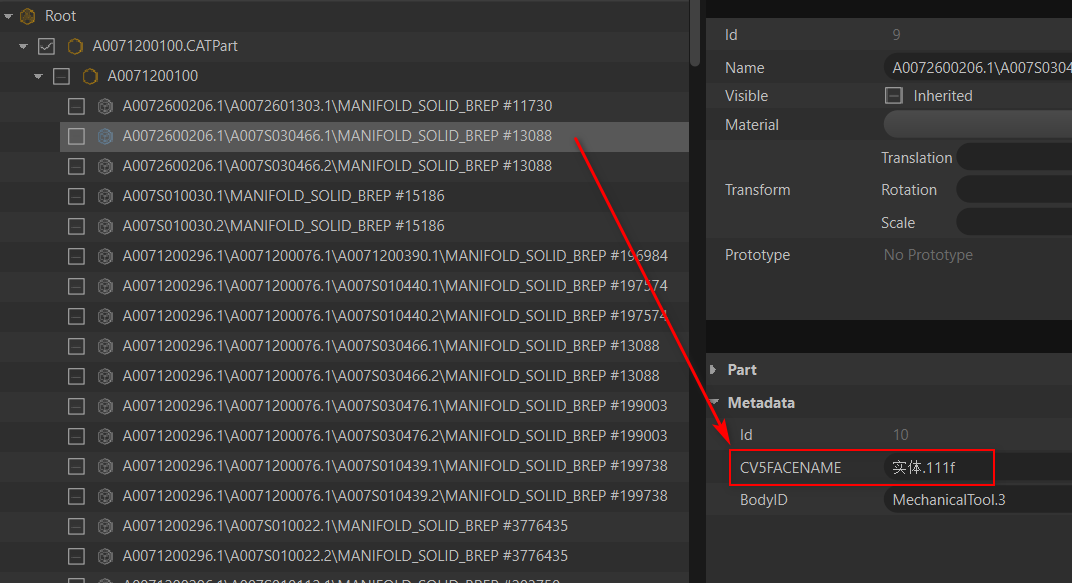 Root
A0071200100.CATPart
A0071200100
A0072600206.1\A0072601303.1\MANIFOLD_SOLID_BREP #11730
A0072600206.1\A007S030466.1\MANIFOLD_SOLID_BREP #13088
A0072600206.1\A007S030466.2\MANIFOLD_SOLID_BREP #13088
A007S010030.1\MANIFOLD_SOLID_BREP #15186
A007S010030.2\MANIFOLD_SOLID_BREP #15186
A0071200296.1\A0071200076.1\A0071200390.1\MANIFOLD_SOLID_BREP #196984
A0071200296.1\A0071200076.1\A007S010440.1\MANIFOLD_SOLID_BREP #197574
A0071200296.1\A0071200076.1\A007S010440.2\MANIFOLD_SOLID_BREP #197574
A0071200296.1\A0071200076.1\A007S030466.1\MANIFOLD_SOLID_BREP #13088
A0071200296.1\A0071200076.1\A007S030466.2\MANIFOLD_SOLID_BREP #13088
A0071200296.1\A0071200076.1\A007S030476.1\MANIFOLD_SOLID_BREP #199003
A0071200296.1\A0071200076.1\A007S030476.2\MANIFOLD_SOLID_BREP #199003
A0071200296.1\A0071200076.1\A007S010439.1\MANIFOLD_SOLID_BREP #199738
A0071200296.1\A0071200076.1\A007S010439.2\MANIFOLD_SOLID_BREP #199738
A0071200296.1\A007S010022.1\MANIFOLD_SOLID_BREP #3776435
A0071200296.1\A007S010022.2\MANIFOLD_SOLID_BREP #3776435
Id 9
Name A0072600206.1\A007S0304
Visible Inherited
Material
Translation
Transform Rotation
Scale
Prototype No Prototype
Part
Metadata
Id 10
CV5FACENAME 实体.111f
BodyID MechanicalTool.3